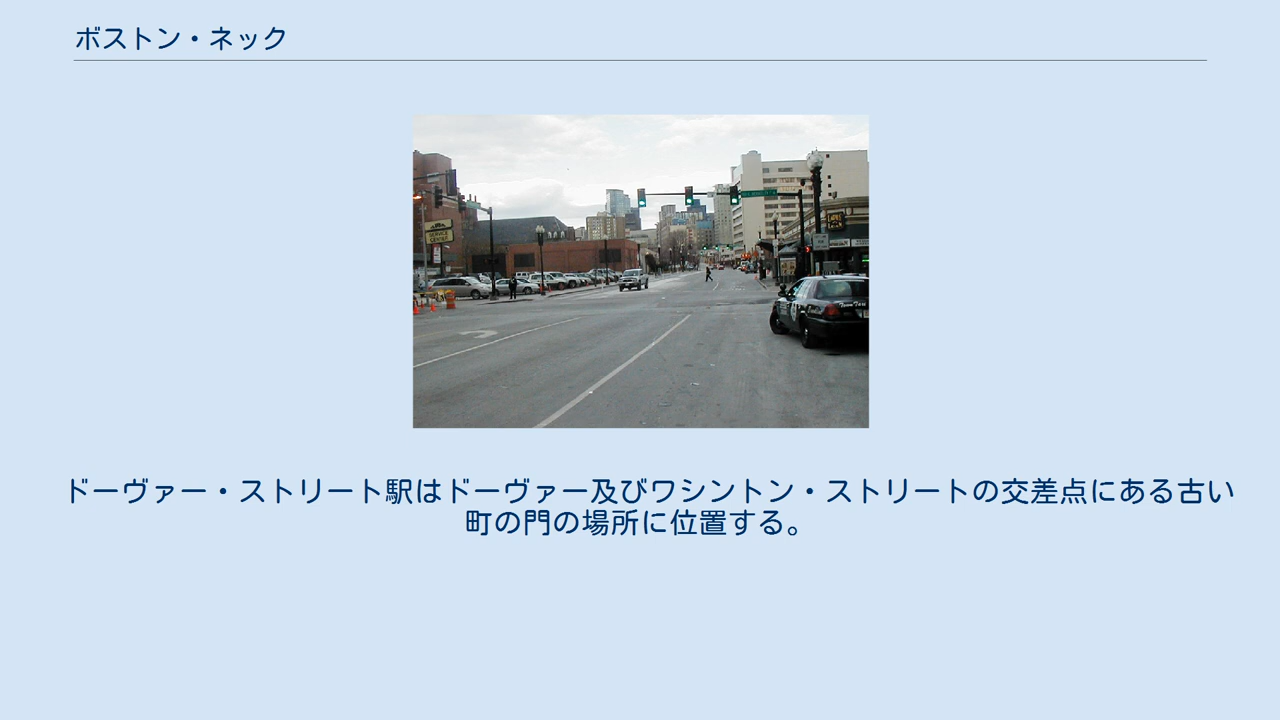 ボストン・ネック
SERVICE
CENTER
ドーヴァー・ストリート駅はドーヴァー及びワシントン・ストリートの交差点にある古い
町の門の場所に位置する。